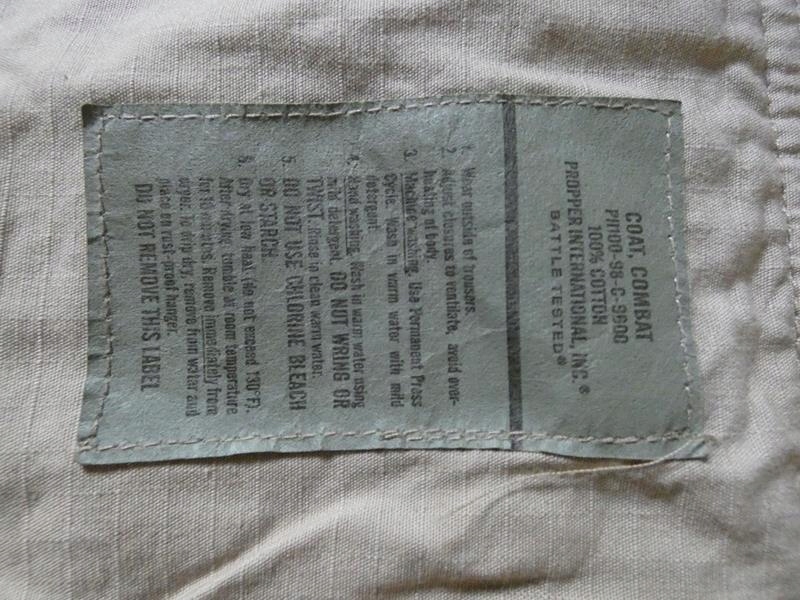 COAT, COMBAT
PII100-98-C-9600
100% COTTON
PROPPER INTERNATIONAL, INC.®
BATTLE TESTED®
1. Wear outside of trousers.
2. Adjust closures to ventilate, avoid over-
heating of body.
3. Machine washing. Use Permanent Press
Cycle. Wash in warm water with mild
detergent.
4. Hand washing. Wash in warm water using
mild detergent. DO NOT WRING OR
TWIST. Rinse in clean warm water.
5. DO NOT USE CHLORINE BLEACH
OR STARCH.
6. Dry at low heat (do not exceed 130°F).
After drying, tumble at room temperature
for 10 minutes. Remove immediately from
dryer. To drip dry, remove from water and
place on rust-proof hanger.
DO NOT REMOVE THIS LABEL